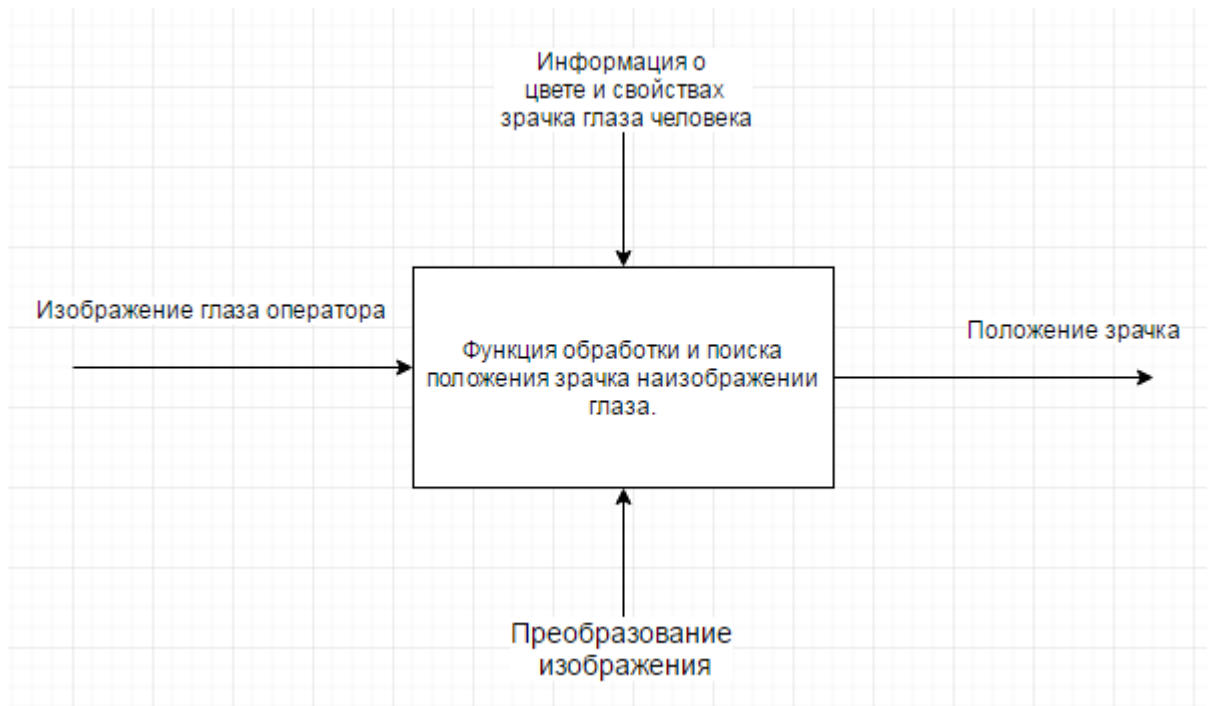 Информация о
цвете и свойствах
зрачка глаза человека
Изображение глаза оператора
Положение зрачка
Функция обработки и поиска
положения зрачка наизображении
глаза.
Преобразование
изображения